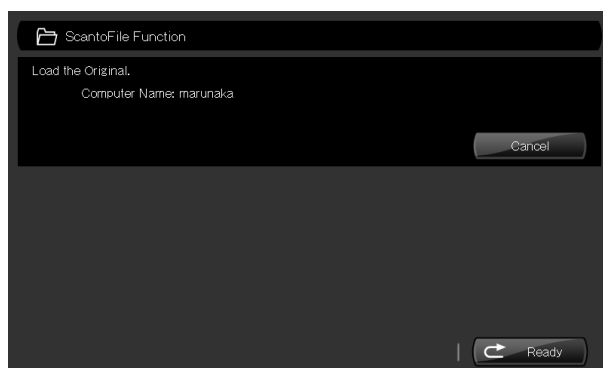 ScantoFile Function
Load the Original.
Computer Name: marunaka
Cancel
Ready